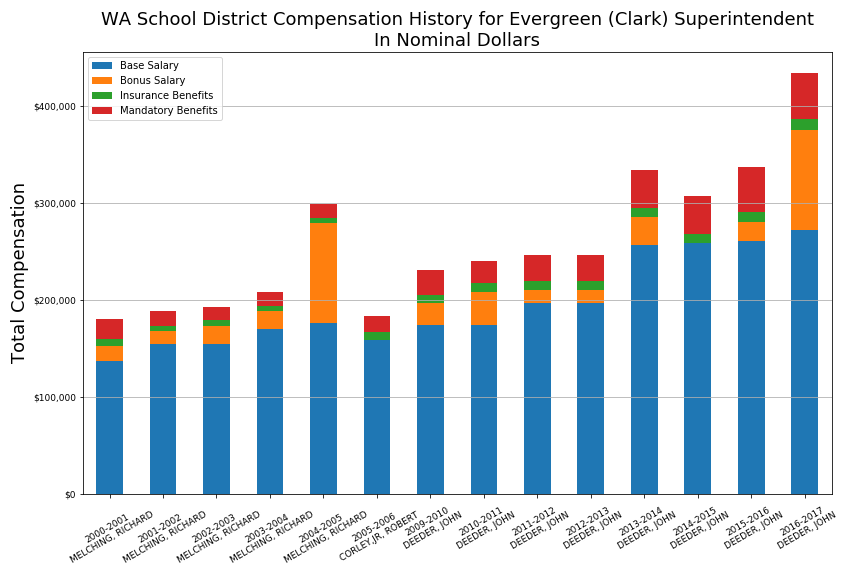 WA School District Compensation History for Evergreen (Clark) Superintendent
In Nominal Dollars
Base Salary
Bonus Salary
Insurance Benefits
Mandatory Benefits
Total Compensation
$400,000
$300,000
$200,000
$100,000
$0
2000-2001
MELCHING, RICHARD
2001-2002
MELCHING, RICHARD
2002-2003
MELCHING, RICHARD
2003-2004
MELCHING, RICHARD
2004-2005
MELCHING, RICHARD
2005-2006
CORLEY JR, ROBERT
2009-2010
DEEDER, JOHN
2010-2011
DEEDER, JOHN
2011-2012
DEEDER, JOHN
2012-2013
DEEDER, JOHN
2013-2014
DEEDER, JOHN
2014-2015
DEEDER, JOHN
2015-2016
DEEDER, JOHN
2016-2017
DEEDER, JOHN